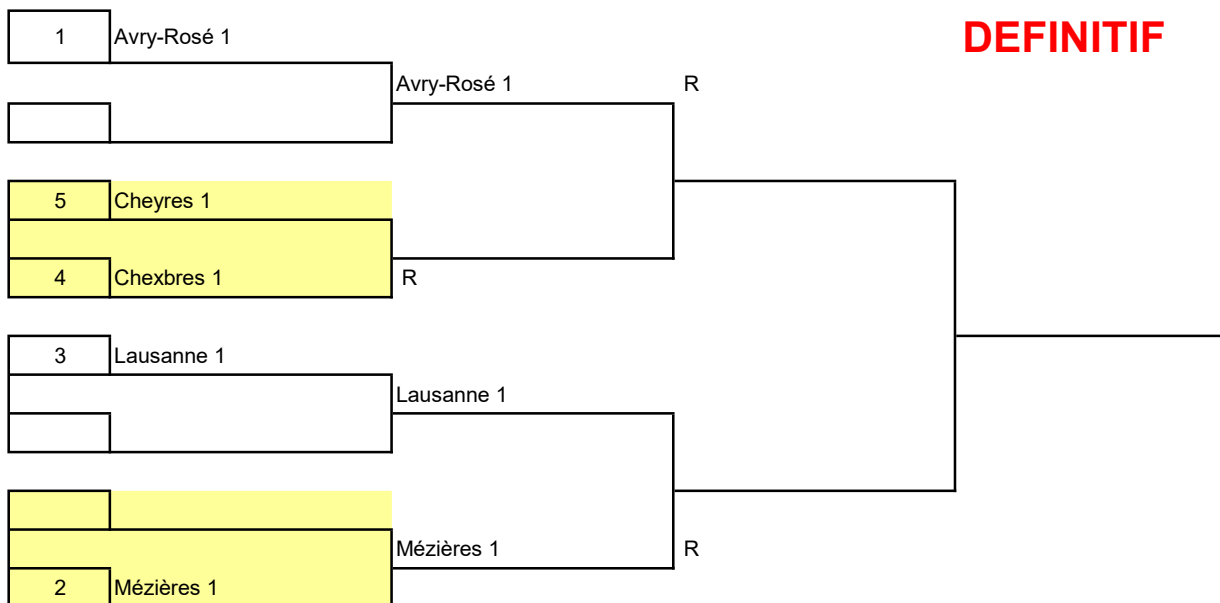 1 Avry-Rosé 1
DEFINITIF
Avry-Rosé 1 R
5 Cheyres 1
4 Chexbres 1 R
3 Lausanne 1
Lausanne 1
Mézières 1 R
2 Mézières 1